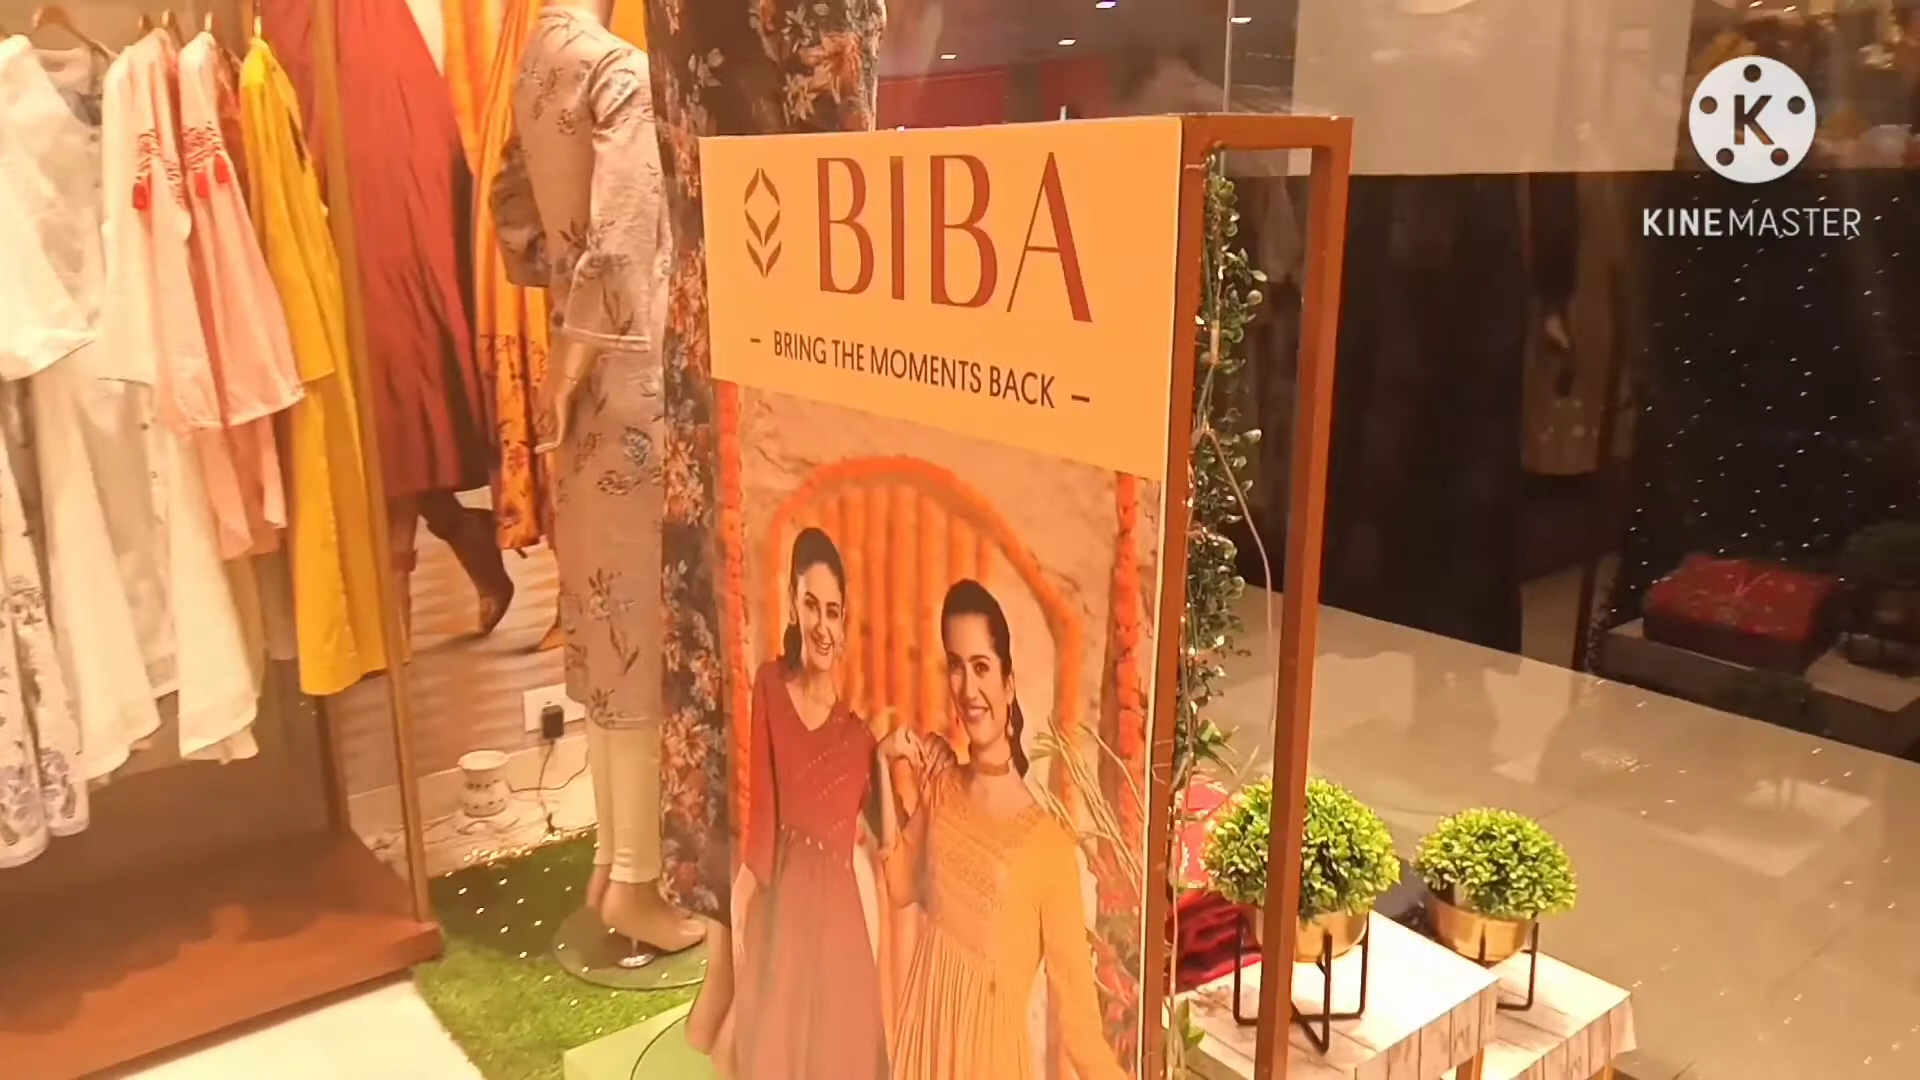 BIBA
- BRING THE MOMENTS BACK -
K
KINEMASTER